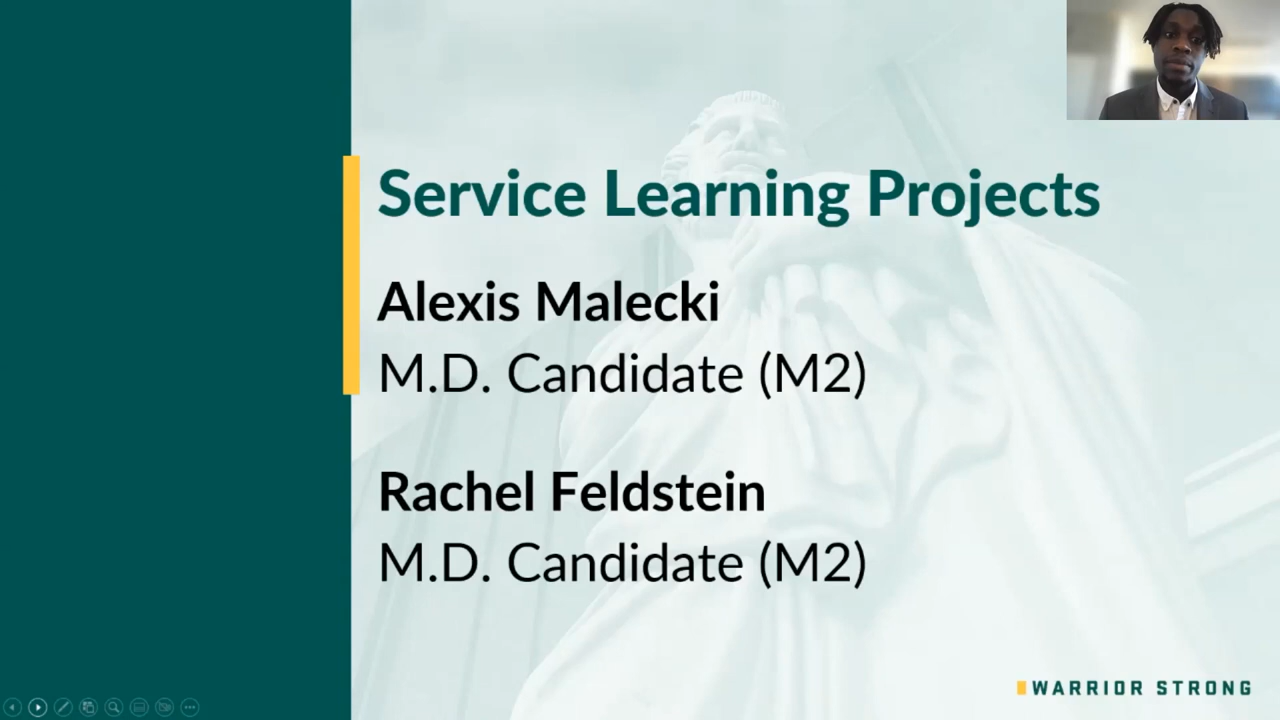 Service Learning Projects
Alexis Malecki
M.D. Candidate (M2)
Rachel Feldstein
M.D. Candidate (M2)
WARRIOR STRONG